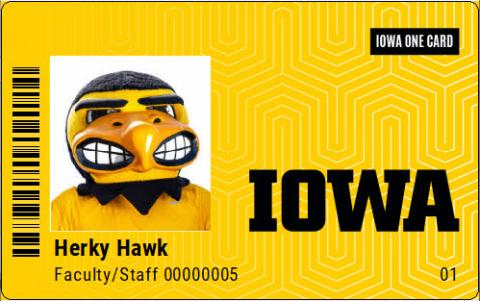 IOWA ONE CARD
IOWA
Herky Hawk
Faculty/Staff 00000005
01